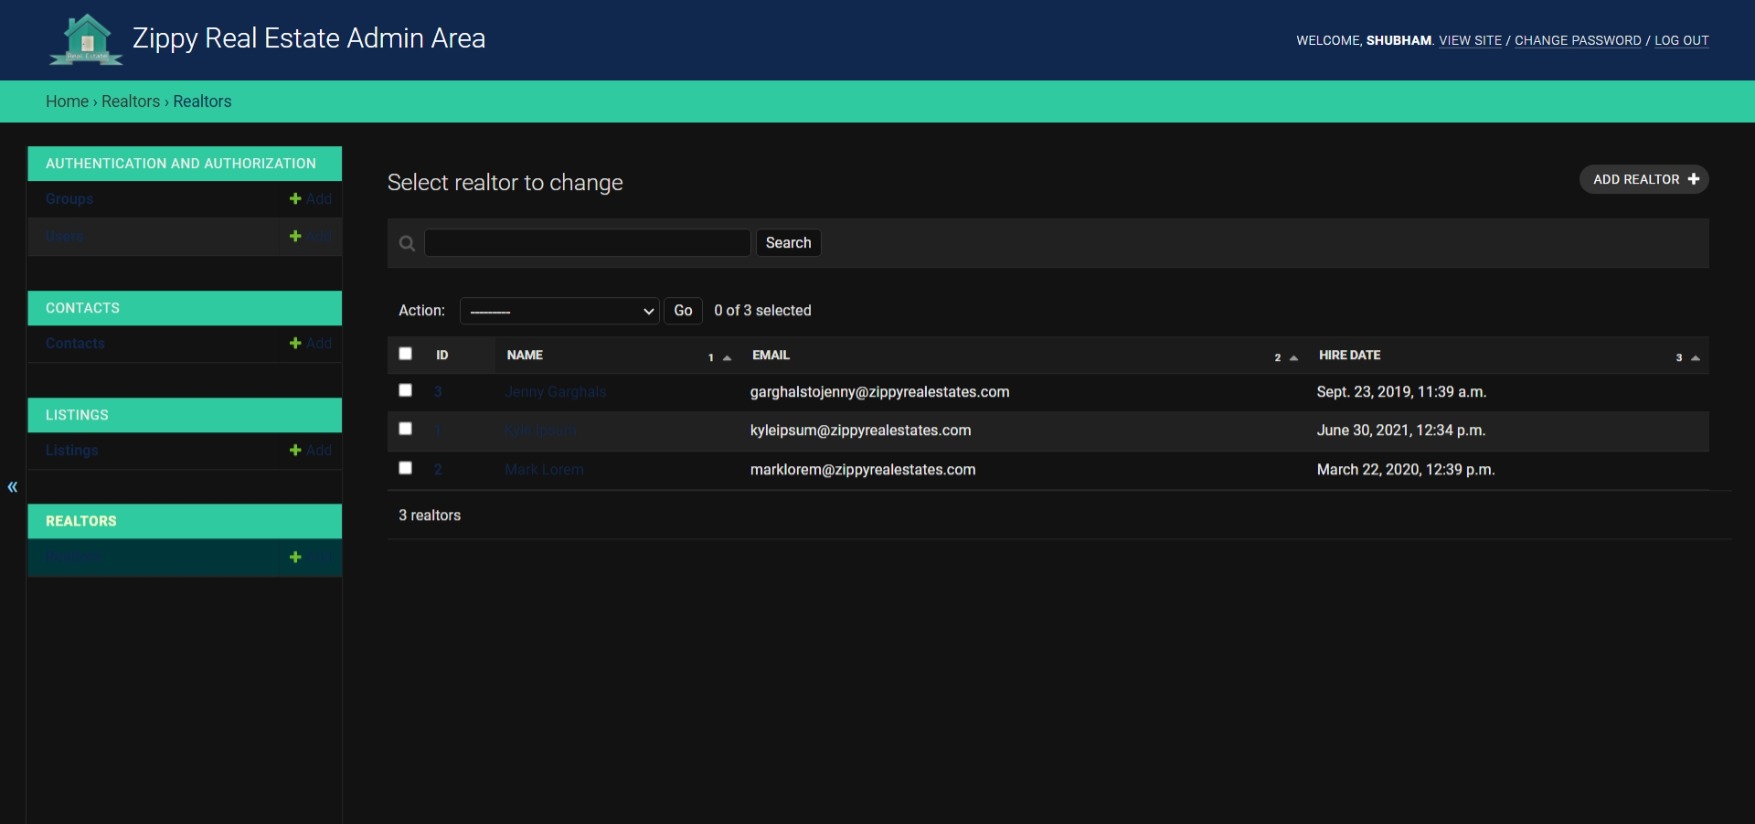 Real Estate
Zippy Real Estate Admin Area
WELCOME, SHUBHAM. VIEW SITE / CHANGE PASSWORD / LOG OUT
Home › Realtors › Realtors
AUTHENTICATION AND AUTHORIZATION
Groups + Add
Users + Add
CONTACTS
Contacts + Add
LISTINGS
Listings + Add
«
REALTORS
+
Select realtor to change
ADD REALTOR +
Search
Action: --------- Go 0 of 3 selected
ID NAME 1 EMAIL 2 HIRE DATE 3
3 Jenny Garghals garghalstojenny@zippyrealestates.com Sept. 23, 2019, 11:39 a.m.
Kyle Ipsum kyleipsum@zippyrealestates.com June 30, 2021, 12:34 p.m.
2 Mark Lorem marklorem@zippyrealestates.com March 22, 2020, 12:39 p.m.
3 realtors